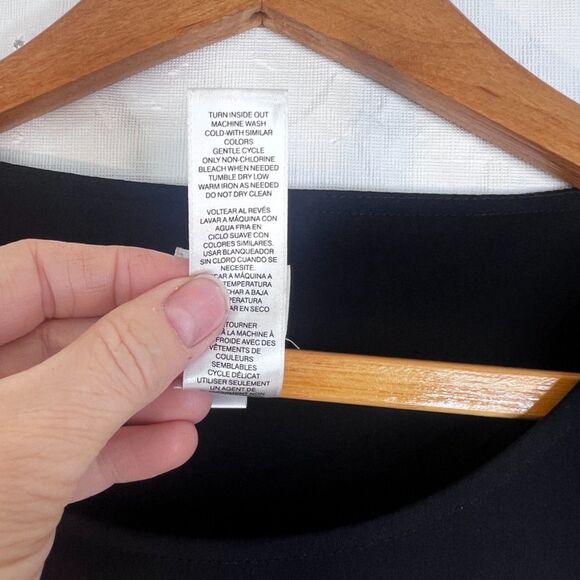 TURN INSIDE OUT
MACHINE WASH
COLD-WITH SIMILAR
COLORS
GENTLE CYCLE
ONLY NON-CHLORINE
BLEACH WHEN NEEDED
TUMBLE DRY LOW
WARM IRON AS NEEDED
DO NOT DRY CLEAN
VOLTEAR AL REVÉS
LAVAR A MÁQUINA CON
AGUA FRIA EN
CICLO SUAVE CON
COLORES SIMILARES.
USAR BLANQUEADOR
SIN CLORO CUANDO SE
NECESITE.
A MÁQUINA A
A BAJA
EN SECO
À LA MACHINE À
FROIDE AVEC DES
VÊTEMENTS DE
COULEURS
SEMBLABLES
CYCLE DÉLICAT
UTILISER SEULEMENT
UN AGENT DE
NON